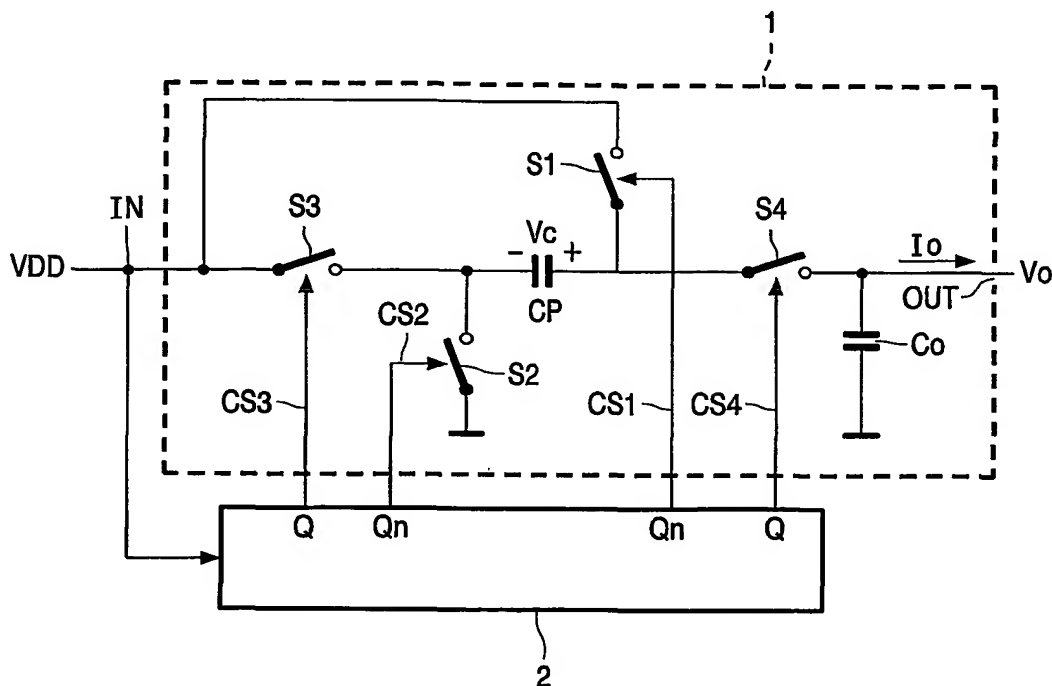 1
S1
IN
S3
Vc
S4
Io
VDD
- +
Vo
OUT
CP
CS2
S2
Co
CS3
CS1
CS4
Q
Qn
Qn
Q
2